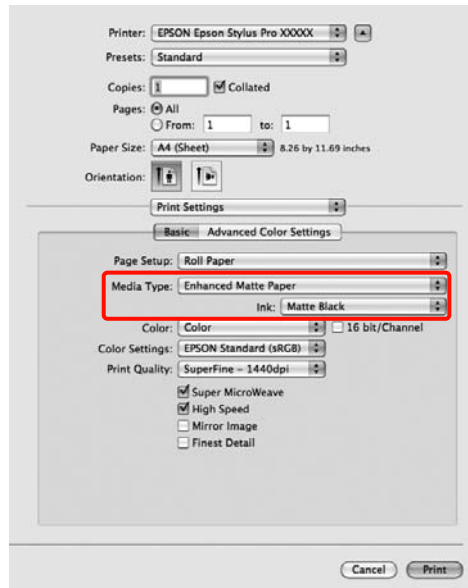 Printer: EPSON Epson Stylus Pro XXXXX
Presets: Standard
Copies: 1 Collated
Pages: All
From: 1 to: 1
Paper Size: A4 (Sheet) 8.26 by 11.69 inches
Orientation:
Print Settings
Basic Advanced Color Settings
Page Setup: Roll Paper
Media Type: Enhanced Matte Paper
Ink: Matte Black
Color: Color 16 bit/Channel
Color Settings: EPSON Standard (sRGB)
Print Quality: SuperFine – 1440dpi
Super MicroWeave
High Speed
Mirror Image
Finest Detail
Cancel Print